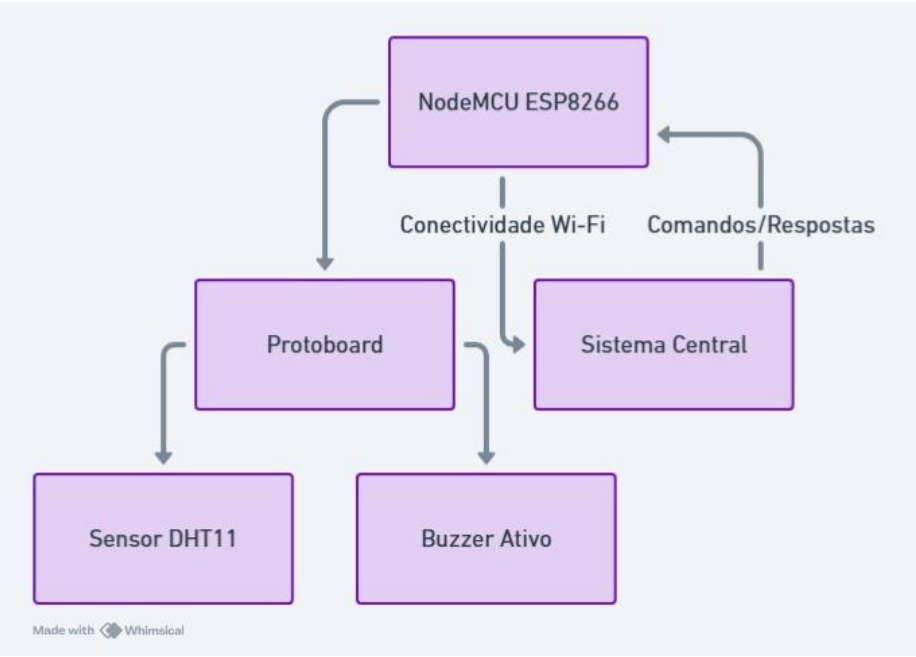 NodeMCU ESP8266
Conectividade Wi-Fi
Comandos/Respostas
Protoboard
Sistema Central
Sensor DHT11
Buzzer Ativo
Made with Whimsical